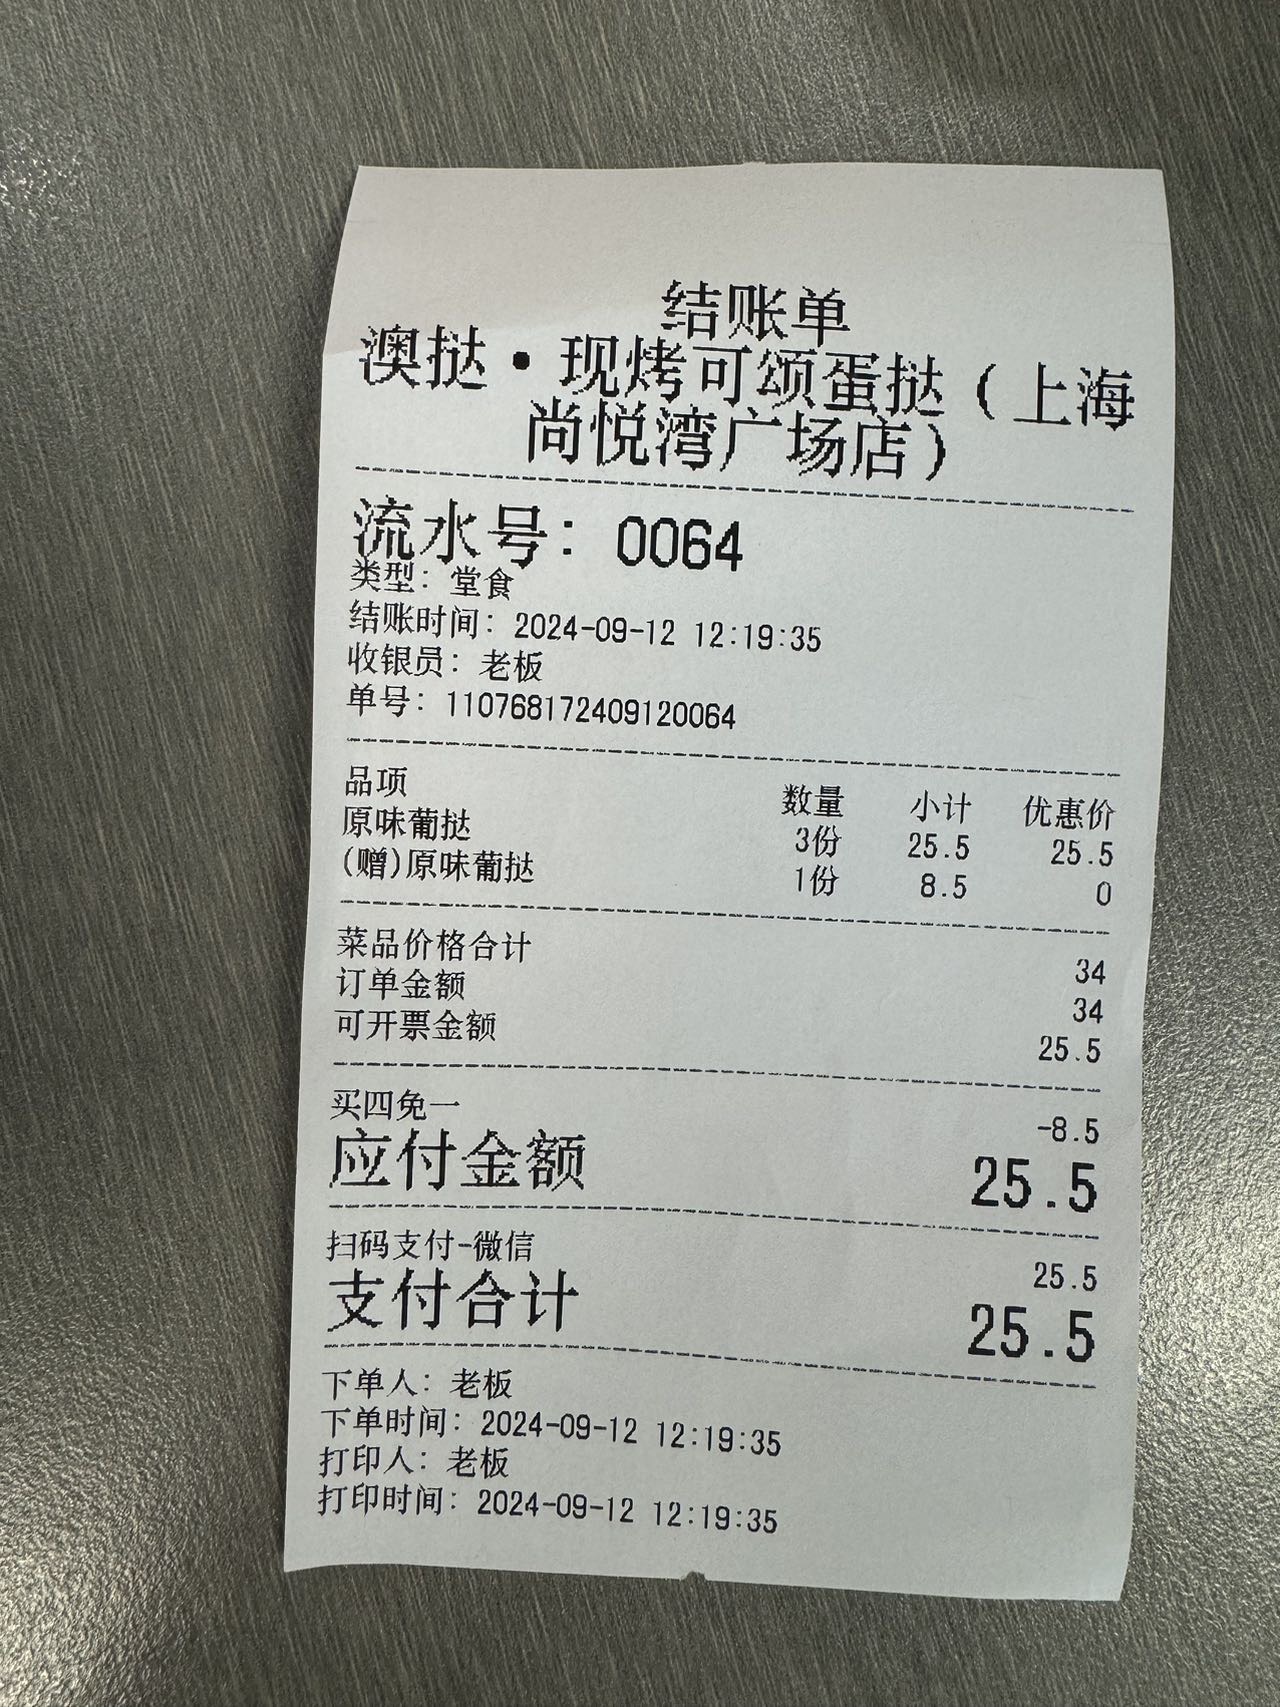 结账单
澳挞·现烤可颂蛋挞(上海
尚悦湾广场店)
流水号: 0064
类型: 堂食
结账时间: 2024-09-12 12:19:35
收银员: 老板
单号: 110768172409120064
品项 数量 小计 优惠价
原味葡挞 3份 25.5 25.5
(赠)原味葡挞 1份 8.5 0
菜品价格合计 34
订单金额 34
可开票金额 25.5
买四免一 -8.5
应付金额 25.5
扫码支付-微信 25.5
支付合计 25.5
下单人: 老板
下单时间: 2024-09-12 12:19:35
打印人: 老板
打印时间: 2024-09-12 12:19:35